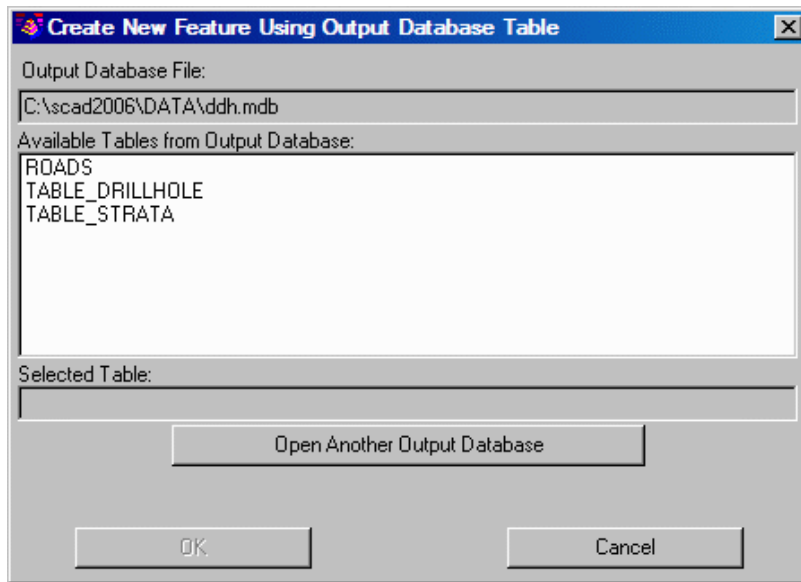 Create New Feature Using Output Database Table
Output Database File:
C:\scad2006\DATA\ddh.mdb
Available Tables from Output Database:
ROADS
TABLE_DRILLHOLE
TABLE_STRATA
Selected Table:
Open Another Output Database
OK
Cancel